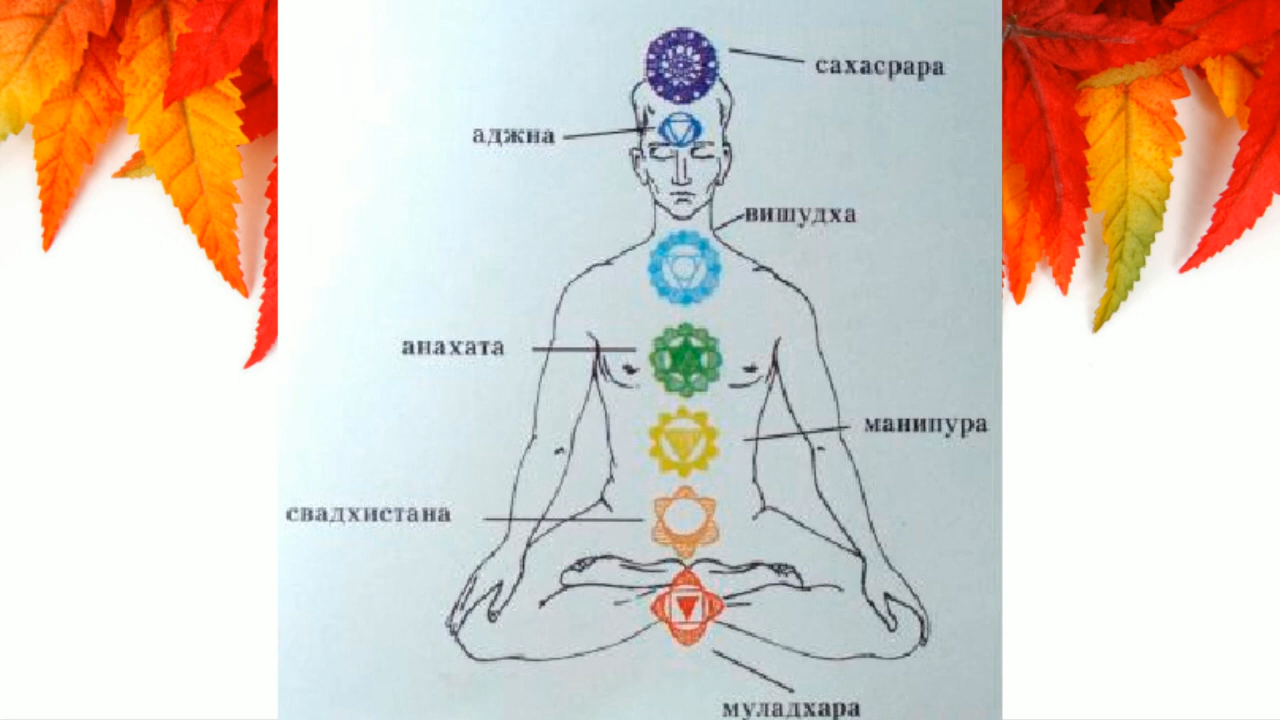 сахасрара
аджна
вишудха
анахата
манипура
свадхистана
муладхара